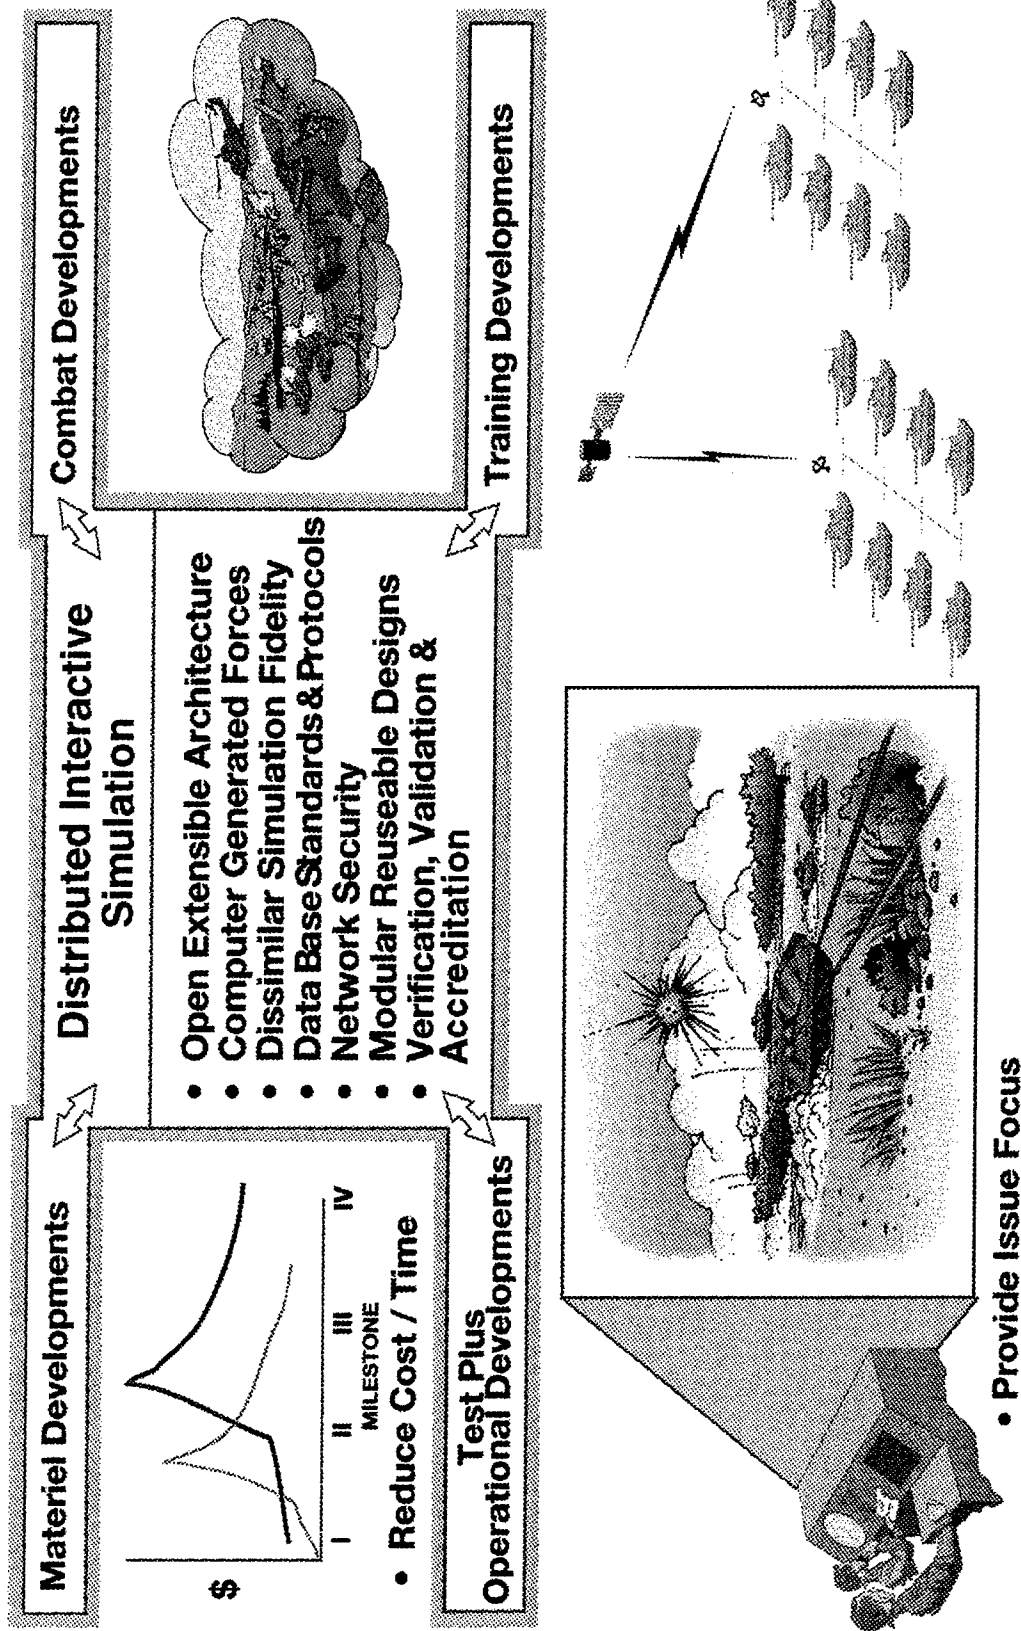 Materiel Developments
$
I II III IV
MILESTONE
• Reduce Cost / Time
Test Plus
Operational Developments
Distributed Interactive
Simulation
• Open Extensible Architecture
• Computer Generated Forces
• Dissimilar Simulation Fidelity
• Data Base Standards & Protocols
• Network Security
• Modular Reuseable Designs
• Verification, Validation &
Accreditation
Combat Developments
Training Developments
• Provide Issue Focus